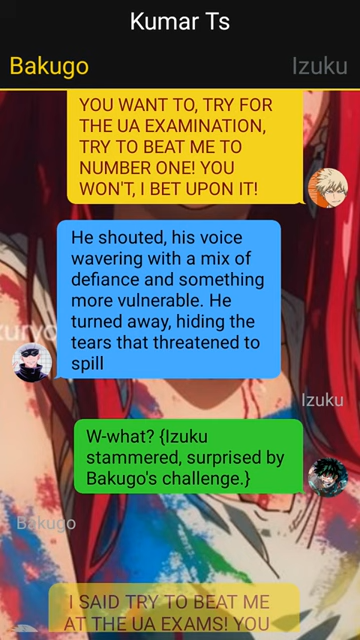 Kumar Ts
Bakugo Izuku
YOU WANT TO, TRY FOR
THE UA EXAMINATION,
TRY TO BEAT ME TO
NUMBER ONE! YOU
WON'T, I BET UPON IT!
He shouted, his voice
wavering with a mix of
defiance and something
more vulnerable. He
turned away, hiding the
tears that threatened to
spill
Izuku
W-what? {Izuku
stammered, surprised by
Bakugo's challenge.}
Bakugo
I SAID TRY TO BEAT ME
AT THE UA EXAMS! YOU